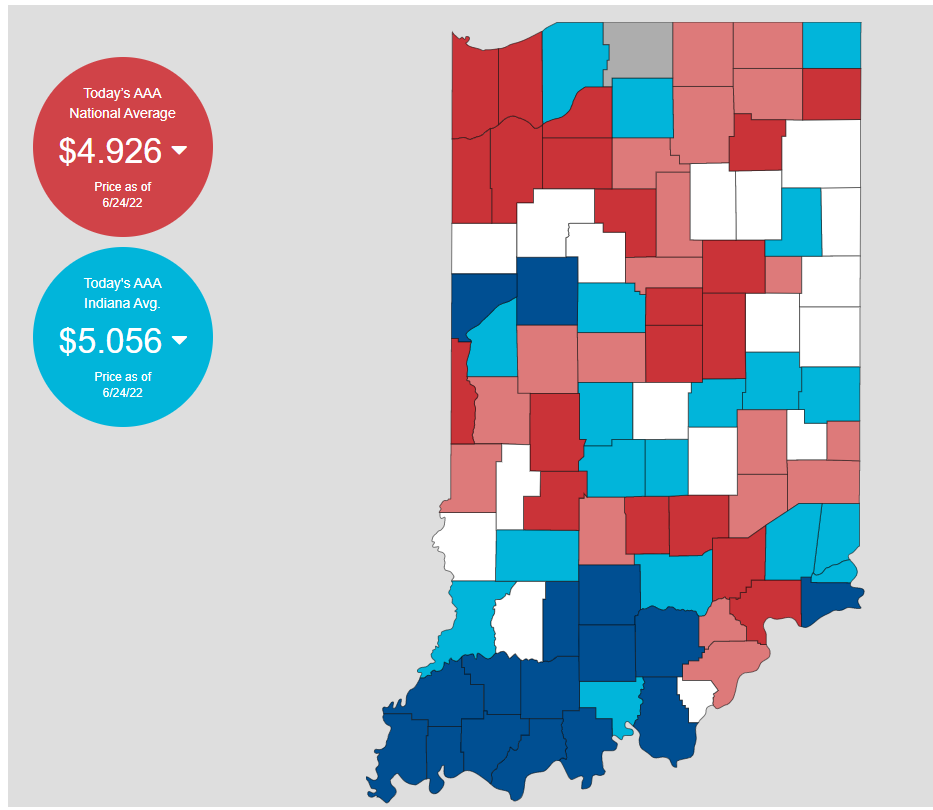 Today's AAA
National Average
$4.926
Price as of
6/24/22
Today's AAA
Indiana Avg.
$5.056
Price as of
6/24/22